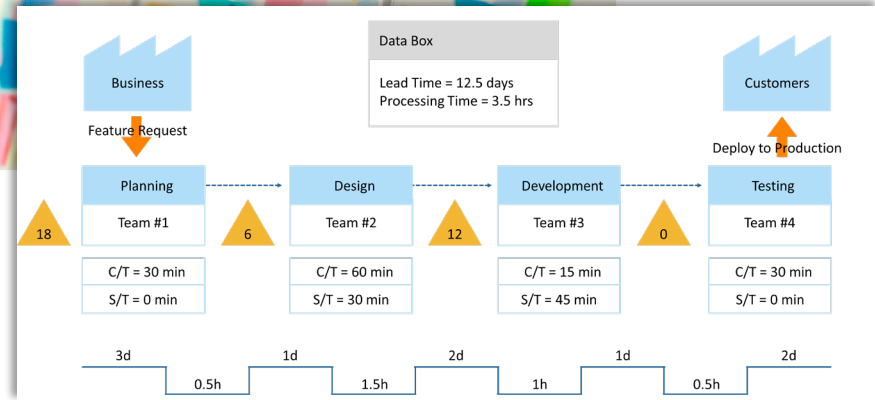 Data Box
Lead Time = 12.5 days
Processing Time = 3.5 hrs
Business
Customers
Feature Request
Deploy to Production
Planning
Design
Development
Testing
Team #1
Team #2
Team #3
Team #4
18
6
12
0
C/T = 30 min
C/T = 60 min
C/T = 15 min
C/T = 30 min
S/T = 0 min
S/T = 30 min
S/T = 45 min
S/T = 0 min
3d
1d
2d
1d
2d
0.5h
1.5h
1h
0.5h